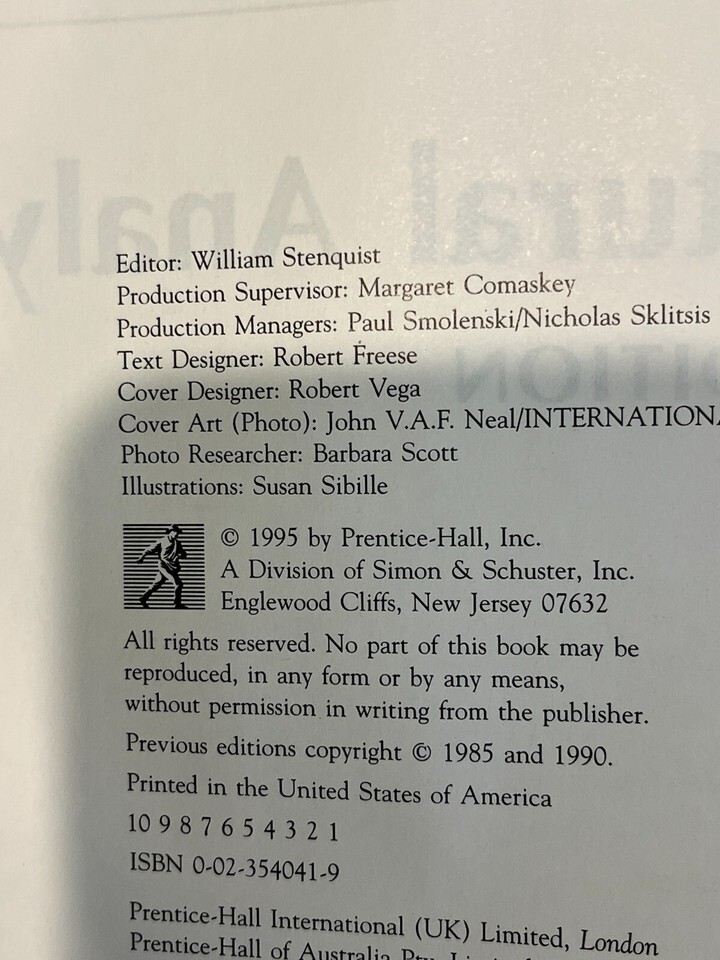 Editor: William Stenquist
Production Supervisor: Margaret Comaskey
Production Managers: Paul Smolenski/Nicholas Sklitsis
Text Designer: Robert Freese
Cover Designer: Robert Vega
Cover Art (Photo): John V.A.F. Neal/INTERNATIONA
Photo Researcher: Barbara Scott
Illustrations: Susan Sibille
© 1995 by Prentice-Hall, Inc.
A Division of Simon & Schuster, Inc.
Englewood Cliffs, New Jersey 07632
All rights reserved. No part of this book may be
reproduced, in any form or by any means,
without permission in writing from the publisher.
Previous editions copyright © 1985 and 1990.
Printed in the United States of America
10 9 8 7 6 5 4 3 2 1
ISBN 0-02-354041-9
Prentice-Hall International (UK) Limited, London
Prentice-Hall of Australia